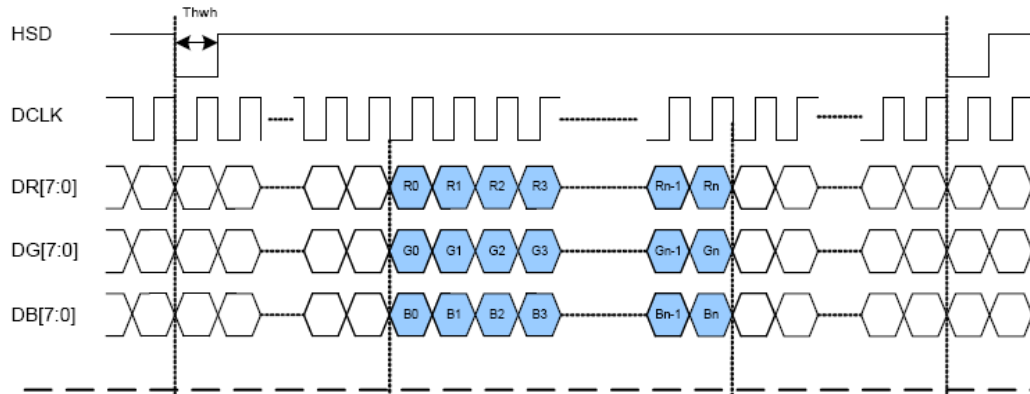 Thwh
HSD
DCLK
DR[7:0] R0 R1 R2 R3 Rn-1 Rn
DG[7:0] G0 G1 G2 G3 Gn-1 Gn
DB[7:0] B0 B1 B2 B3 Bn-1 Bn